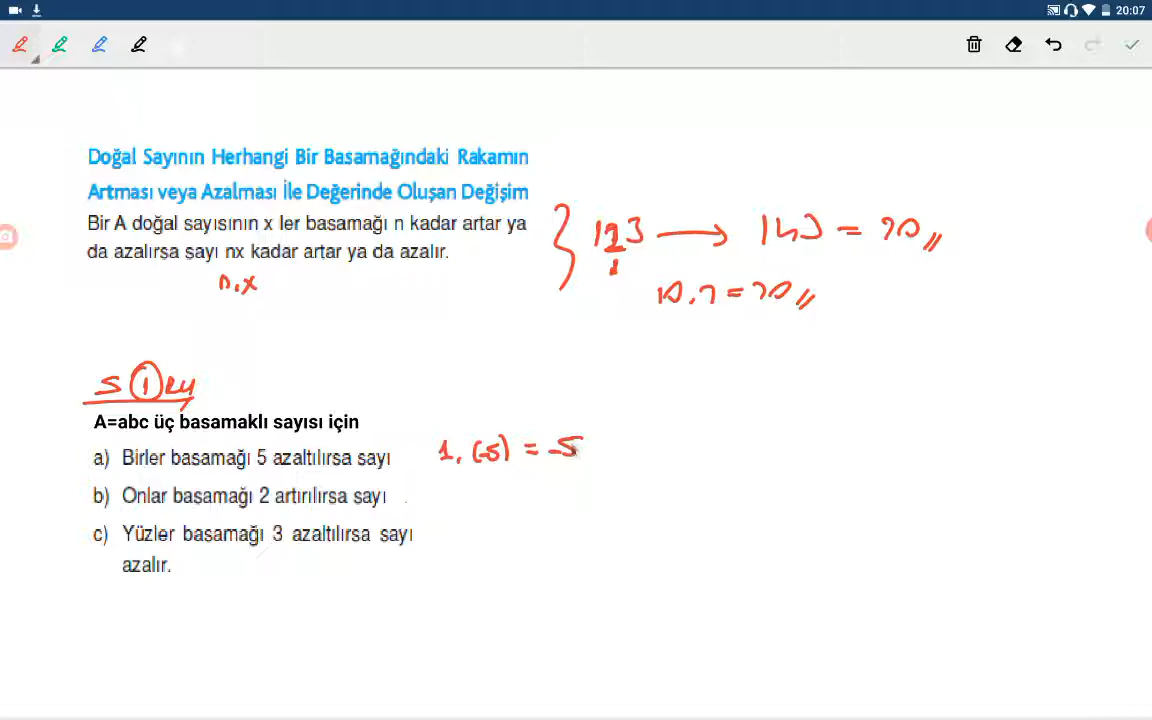 20:07
Doğal Sayının Herhangi Bir Basamağındaki Rakamın
Artması veya Azalması İle Değerinde Oluşan Değişim
Bir A doğal sayısının x ler basamağı n kadar artar ya
da azalırsa sayı nx kadar artar ya da azalır.
n.x
123 → 143 = 20 //
10.2 = 20 //
A=abc üç basamaklı sayısı için
a) Birler basamağı 5 azaltılırsa sayı
1.(-5) = -5
b) Onlar basamağı 2 artırılırsa sayı .
c) Yüzler basamağı 3 azaltılırsa sayı
azalır.